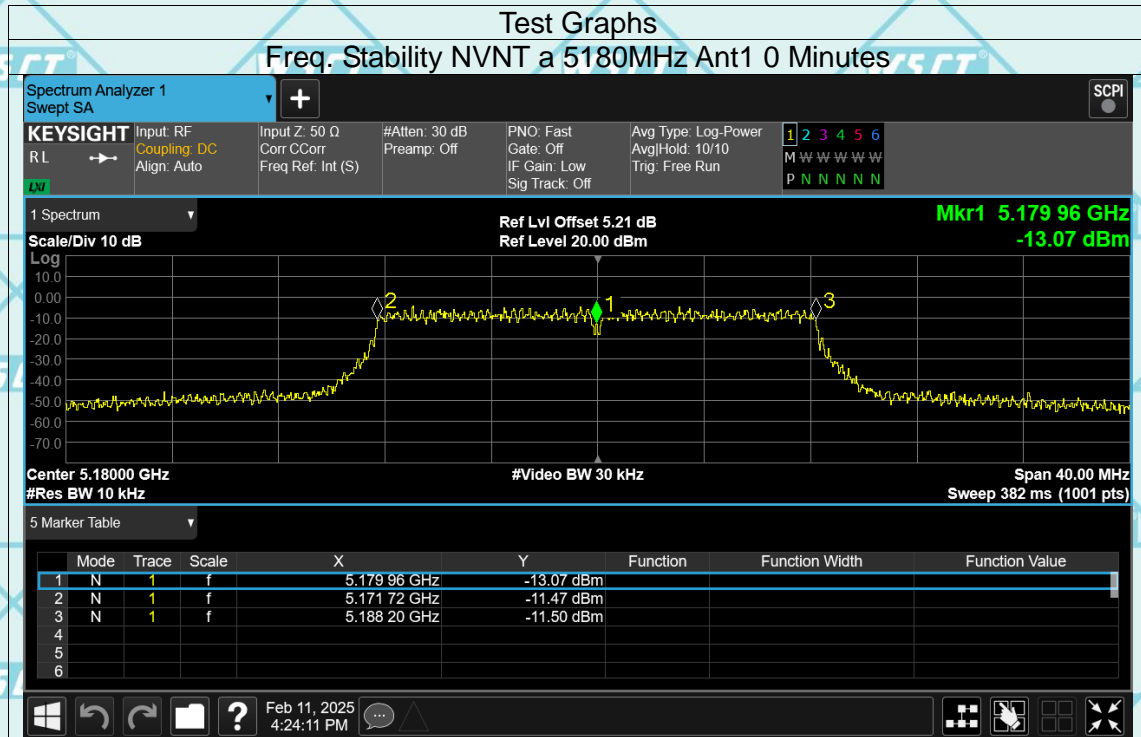 Test Graphs
Freq. Stability NVNT a 5180MHz Ant1 0 Minutes
Spectrum Analyzer 1
Swept SA
+
SCPI
KEYSIGHT Input: RF Input Z: 50 Ω #Atten: 30 dB PNO: Fast Avg Type: Log-Power 1 2 3 4 5 6
RL Coupling: DC Corr CCorr Preamp: Off Gate: Off Avg|Hold: 10/10 M W W W W W W
Align: Auto Freq Ref: Int (S) IF Gain: Low Trig: Free Run
LXI Sig Track: Off P N N N N N N
1 Spectrum Ref Lvl Offset 5.21 dB Mkr1 5.179 96 GHz
Scale/Div 10 dB Ref Level 20.00 dBm -13.07 dBm
Log
10.0
0.00
-10.0
-20.0
-30.0
-40.0
-50.0
-60.0
-70.0
2 1 3
Center 5.18000 GHz #Video BW 30 kHz Span 40.00 MHz
#Res BW 10 kHz Sweep 382 ms (1001 pts)
5 Marker Table
Mode Trace Scale X Y Function Function Width Function Value
1 N 1 f 5.179 96 GHz -13.07 dBm
2 N 1 f 5.171 72 GHz -11.47 dBm
3 N 1 f 5.188 20 GHz -11.50 dBm
4
5
6
? Feb 11, 2025
4:24:11 PM